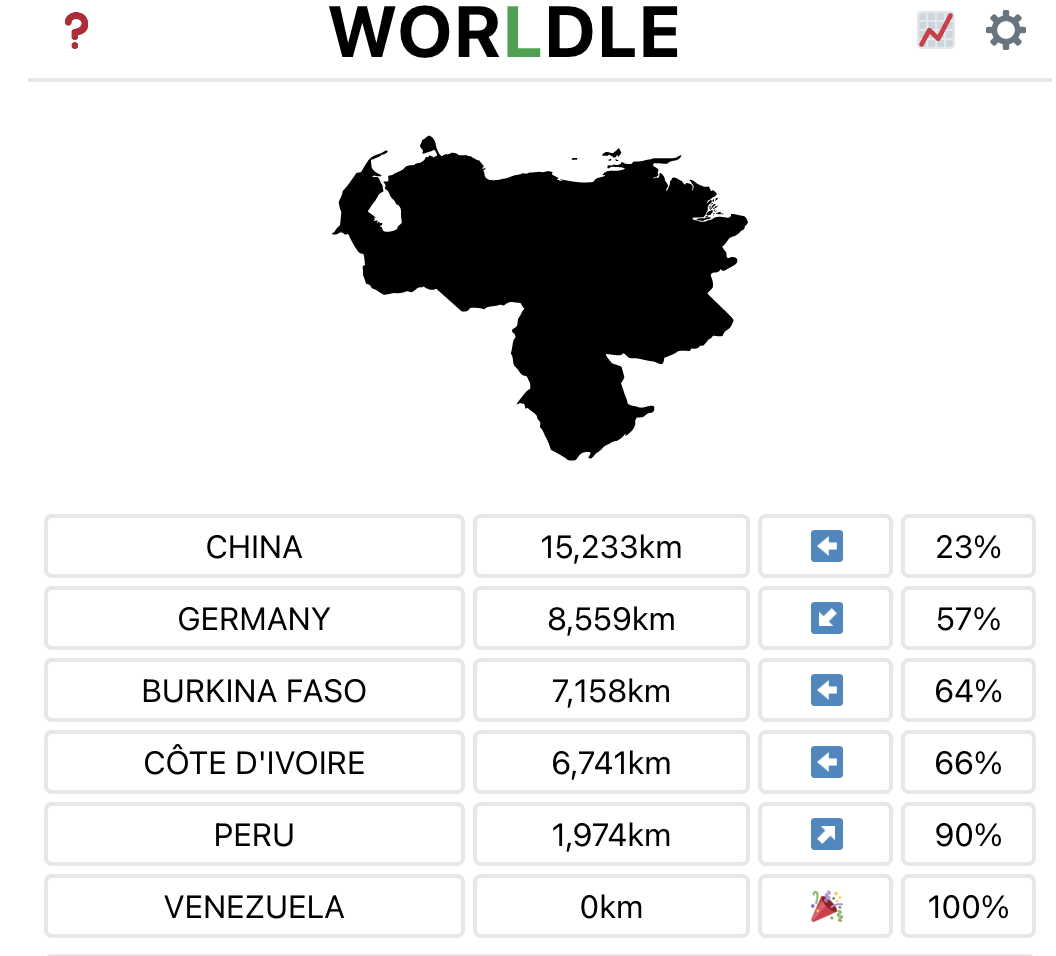 WORLDLE
CHINA 15,233km 23%
GERMANY 8,559km 57%
BURKINA FASO 7,158km 64%
CÔTE D'IVOIRE 6,741km 66%
PERU 1,974km 90%
VENEZUELA 0km 100%